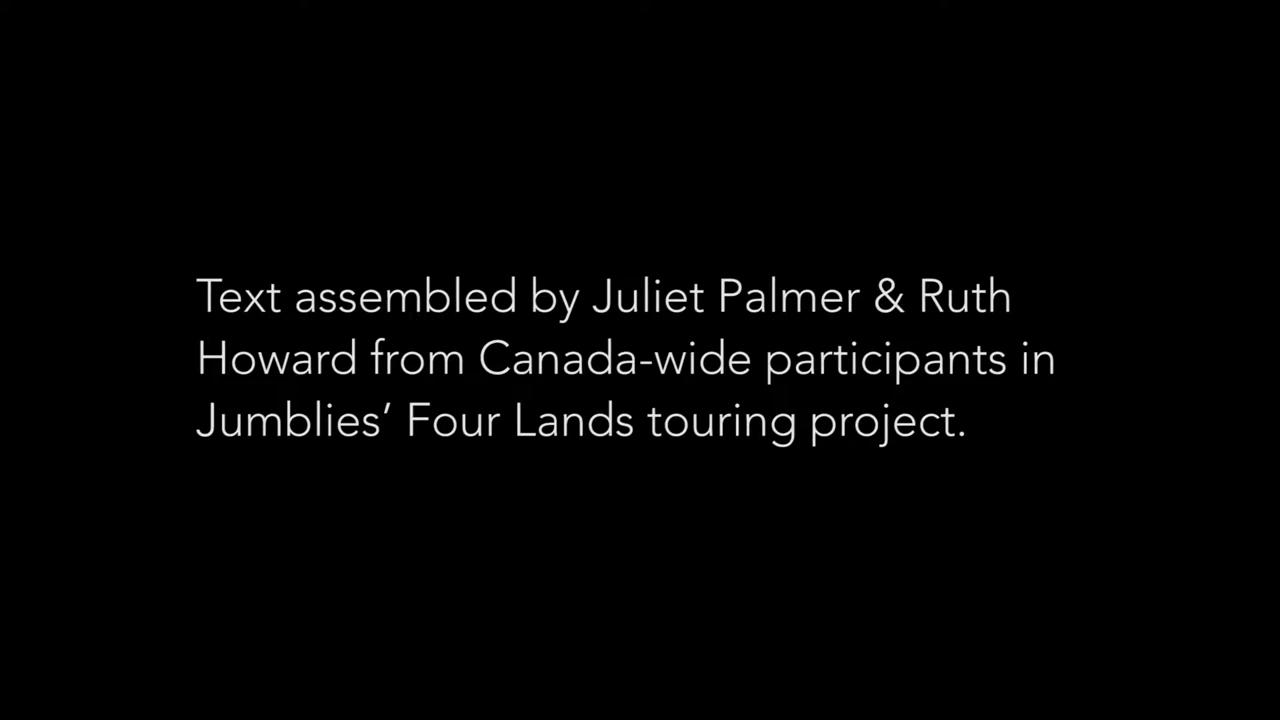 Text assembled by Juliet Palmer & Ruth
Howard from Canada-wide participants in
Jumblies’ Four Lands touring project.